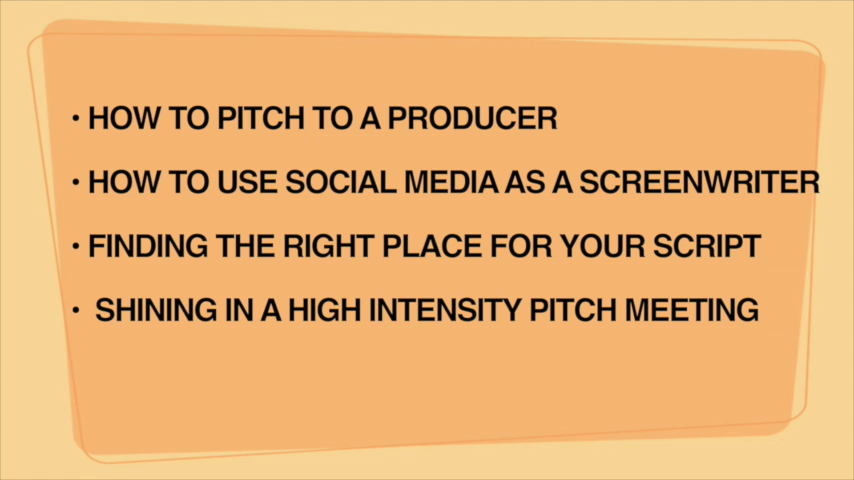 • HOW TO PITCH TO A PRODUCER
• HOW TO USE SOCIAL MEDIA AS A SCREENWRITER
• FINDING THE RIGHT PLACE FOR YOUR SCRIPT
• SHINING IN A HIGH INTENSITY PITCH MEETING